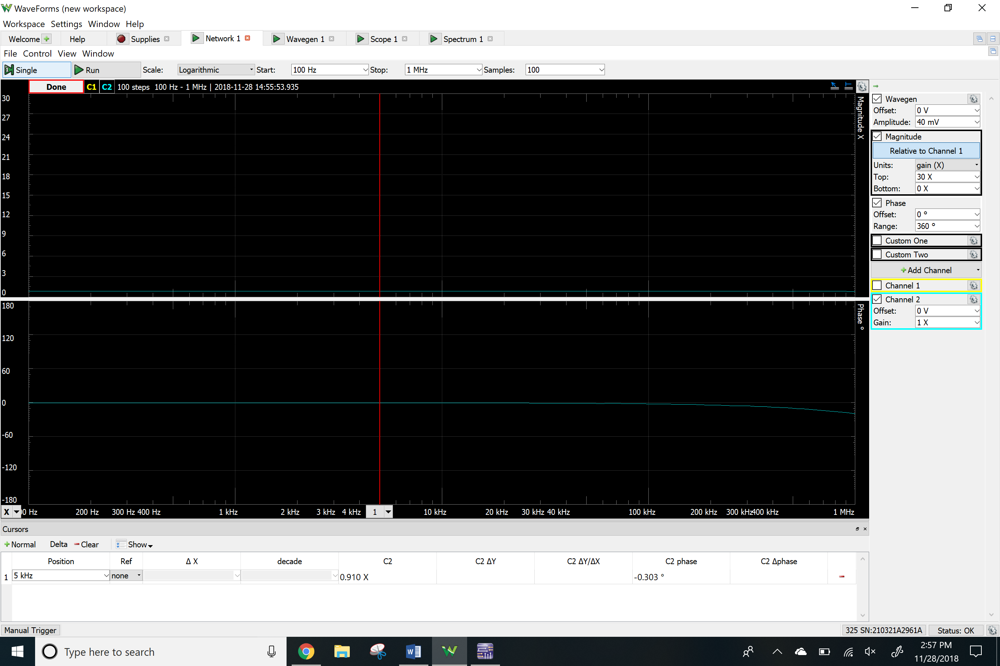 WaveForms (new workspace)
Workspace Settings Window Help
Welcome Help Supplies Network 1 Wavegen 1 Scope 1 Spectrum 1
File Control View Window
Single Run Scale: Logarithmic Start: 100 Hz Stop: 1 MHz Samples: 100
Done C1 C2 100 steps 100 Hz - 1 MHz | 2018-11-28 14:55:53.935
30
27
24
21
18
15
12
9
6
3
0
Magnitude X
180
120
60
0
-60
-120
-180
Phase °
X 0 Hz 200 Hz 300 Hz 400 Hz 1 kHz 2 kHz 3 kHz 4 kHz 1 10 kHz 20 kHz 30 kHz 40 kHz 100 kHz 200 kHz 300 kHz 400 kHz 1 MHz
Wavegen
Offset: 0 V
Amplitude: 40 mV
Magnitude
Relative to Channel 1
Units: gain (X)
Top: 30 X
Bottom: 0 X
Phase
Offset: 0 °
Range: 360 °
Custom One
Custom Two
Add Channel
Channel 1
Channel 2
Offset: 0 V
Gain: 1 X
Cursors
Normal Delta Clear Show
Position Ref Δ X decade C2 C2 ΔY C2 ΔY/ΔX C2 phase C2 Δphase
1 5 kHz none 0.910 X -0.303 °
Manual Trigger 325 SN:210321A2961A Status: OK
Type here to search
2:57 PM
11/28/2018